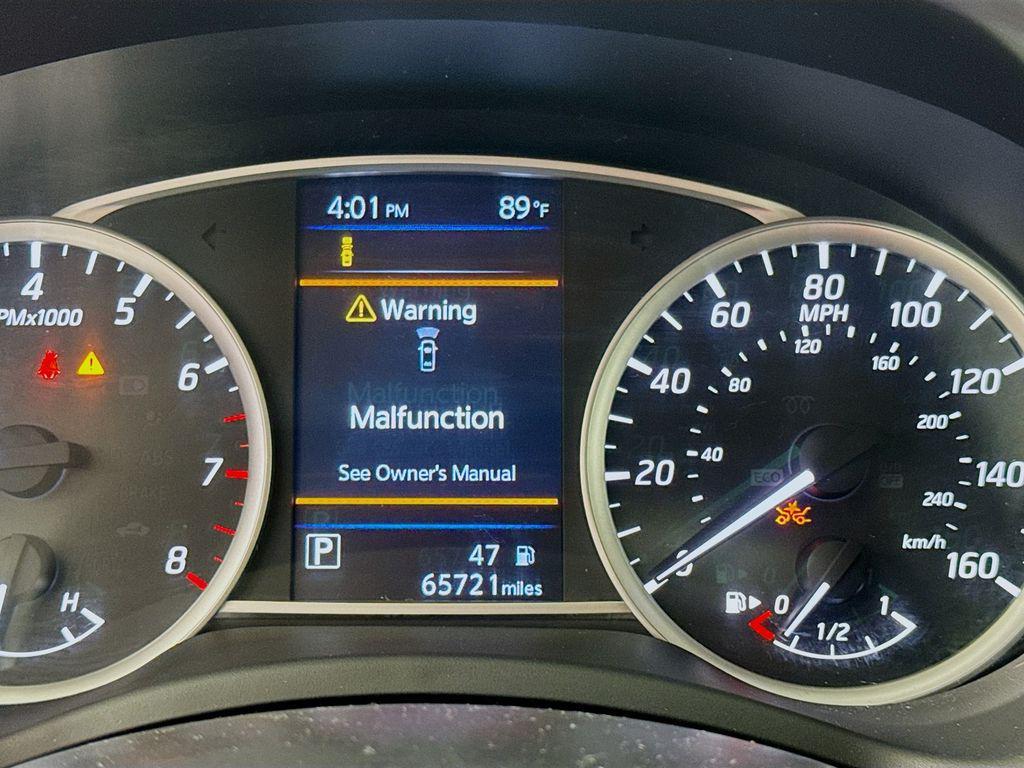 4:01 PM 89°F
Warning
Malfunction
See Owner's Manual
P
47
65721 miles
4
5
6
7
8
PMx1000
H
20
40
60
80
100
120
140
160
MPH
40
80
120
160
200
240
km/h
ECO
0
0
1/2
1